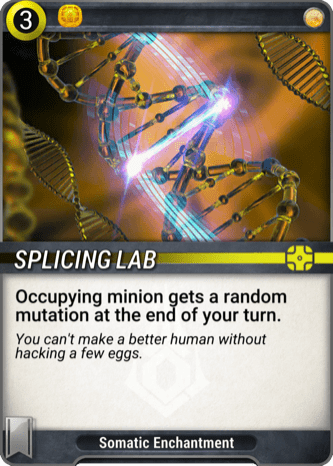 3
SPLICING LAB
Occupying minion gets a random
mutation at the end of your turn.
You can't make a better human without
hacking a few eggs.
Somatic Enchantment